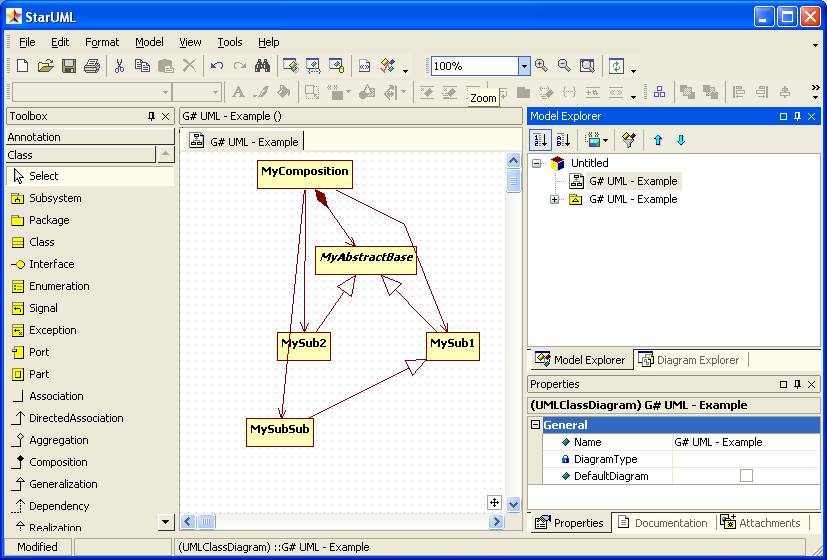 StarUML
File Edit Format Model View Tools Help
100%
Zoom
Toolbox
Annotation
Class
Select
Subsystem
Package
Class
Interface
Enumeration
Signal
Exception
Port
Part
Association
DirectedAssociation
Aggregation
Composition
Generalization
Dependency
Realization
G# UML - Example ()
G# UML - Example
MyComposition
MyAbstractBase
MySub2
MySub1
MySubSub
Model Explorer
Untitled
G# UML - Example
G# UML - Example
Model Explorer Diagram Explorer
Properties
(UMLClassDiagram) G# UML - Example
General
Name G# UML - Example
DiagramType
DefaultDiagram
Properties Documentation Attachments
Modified (UMLClassDiagram) ::G# UML - Example